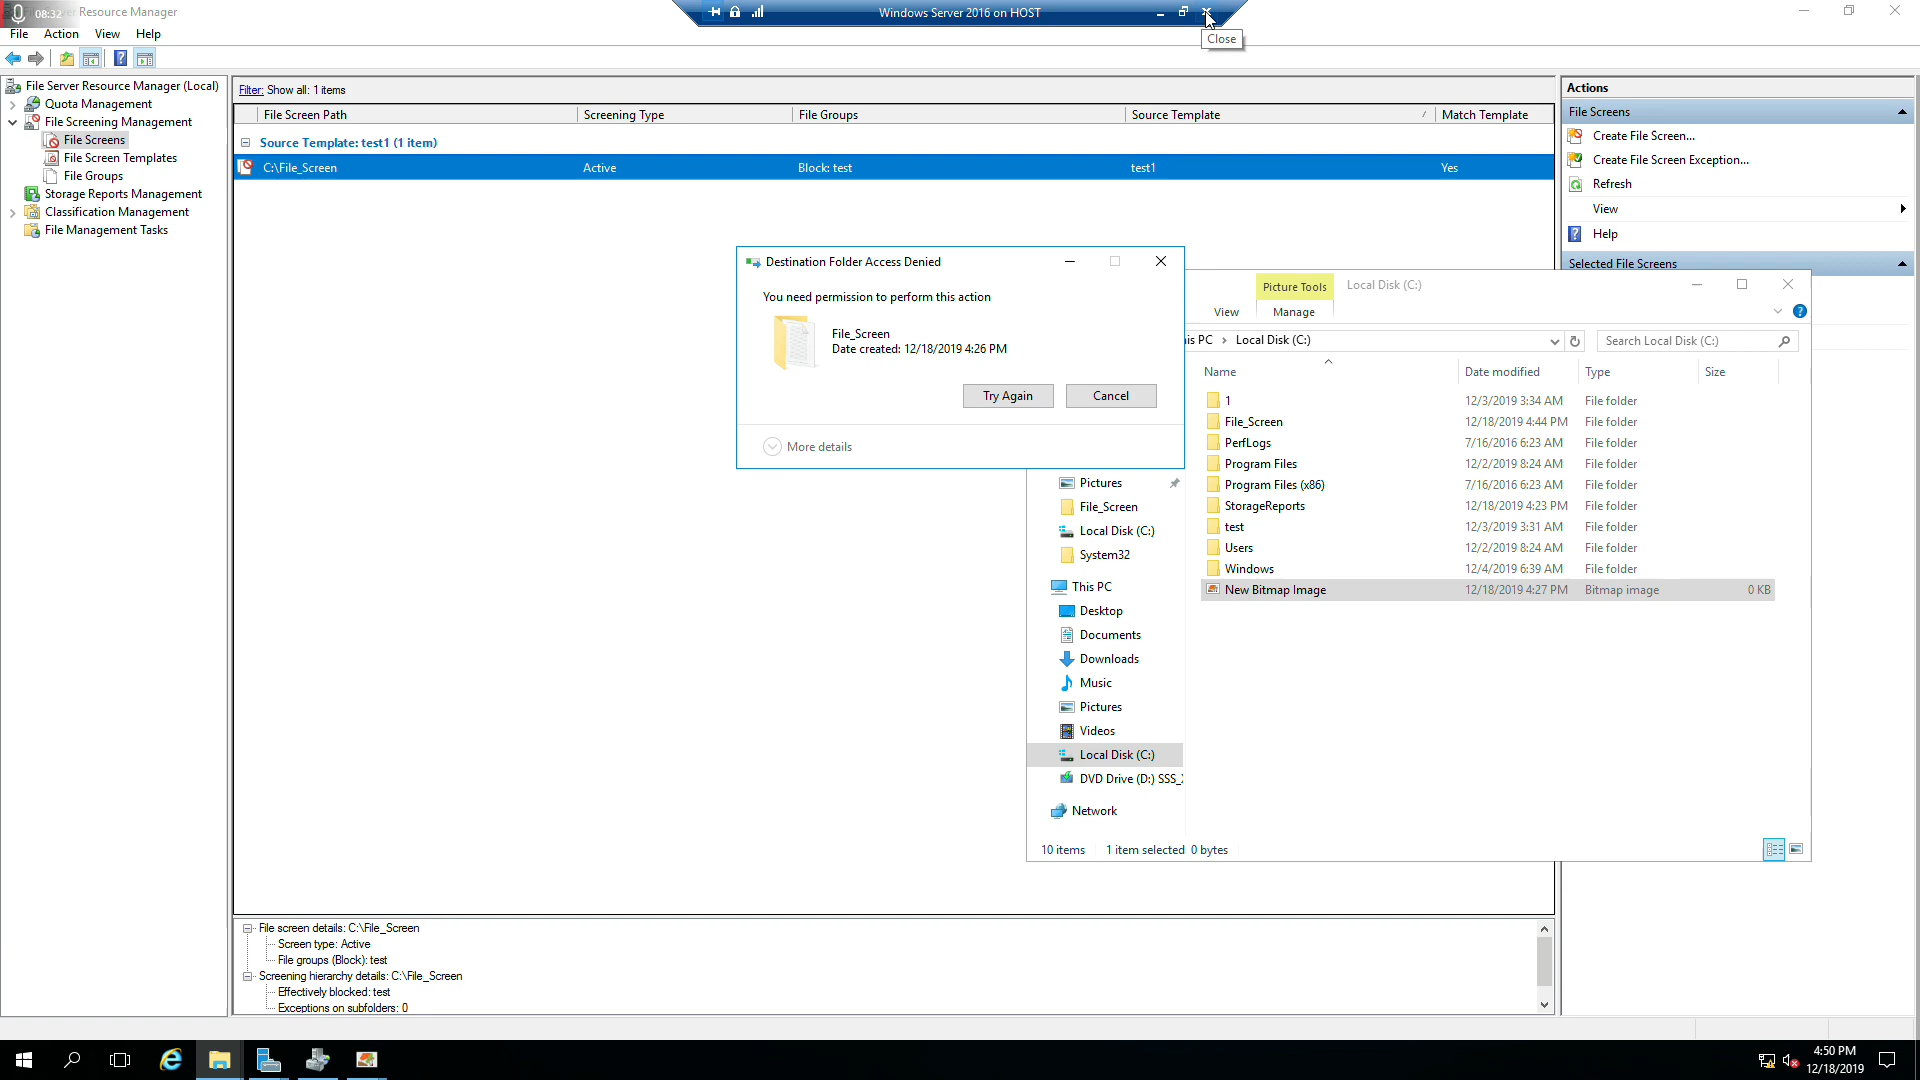 08:32
Resource Manager
Windows Server 2016 on HOST
Close
File Action View Help
File Server Resource Manager (Local)
Quota Management
File Screening Management
File Screens
File Screen Templates
File Groups
Storage Reports Management
Classification Management
File Management Tasks
Filter: Show all: 1 items
File Screen Path Screening Type File Groups Source Template Match Template
Source Template: test1 (1 item)
C:\File_Screen Active Block: test test1 Yes
Actions
File Screens
Create File Screen...
Create File Screen Exception...
Refresh
View
Help
Selected File Screens
Destination Folder Access Denied
You need permission to perform this action
File_Screen
Date created: 12/18/2019 4:26 PM
Try Again Cancel
More details
Picture Tools Local Disk (C:)
View Manage
is PC > Local Disk (C:)
Search Local Disk (C:)
Name Date modified Type Size
1 12/3/2019 3:34 AM File folder
File_Screen 12/18/2019 4:44 PM File folder
PerfLogs 7/16/2016 6:23 AM File folder
Program Files 12/2/2019 8:24 AM File folder
Program Files (x86) 7/16/2016 6:23 AM File folder
StorageReports 12/18/2019 4:23 PM File folder
test 12/3/2019 3:31 AM File folder
Users 12/2/2019 8:24 AM File folder
Windows 12/4/2019 6:39 AM File folder
New Bitmap Image 12/18/2019 4:27 PM Bitmap image 0 KB
Pictures
File_Screen
Local Disk (C:)
System32
This PC
Desktop
Documents
Downloads
Music
Pictures
Videos
Local Disk (C:)
DVD Drive (D:) SSS_
Network
10 items 1 item selected 0 bytes
File screen details: C:\File_Screen
Screen type: Active
File groups (Block): test
Screening hierarchy details: C:\File_Screen
Effectively blocked: test
Exceptions on subfolders: 0
4:50 PM
12/18/2019